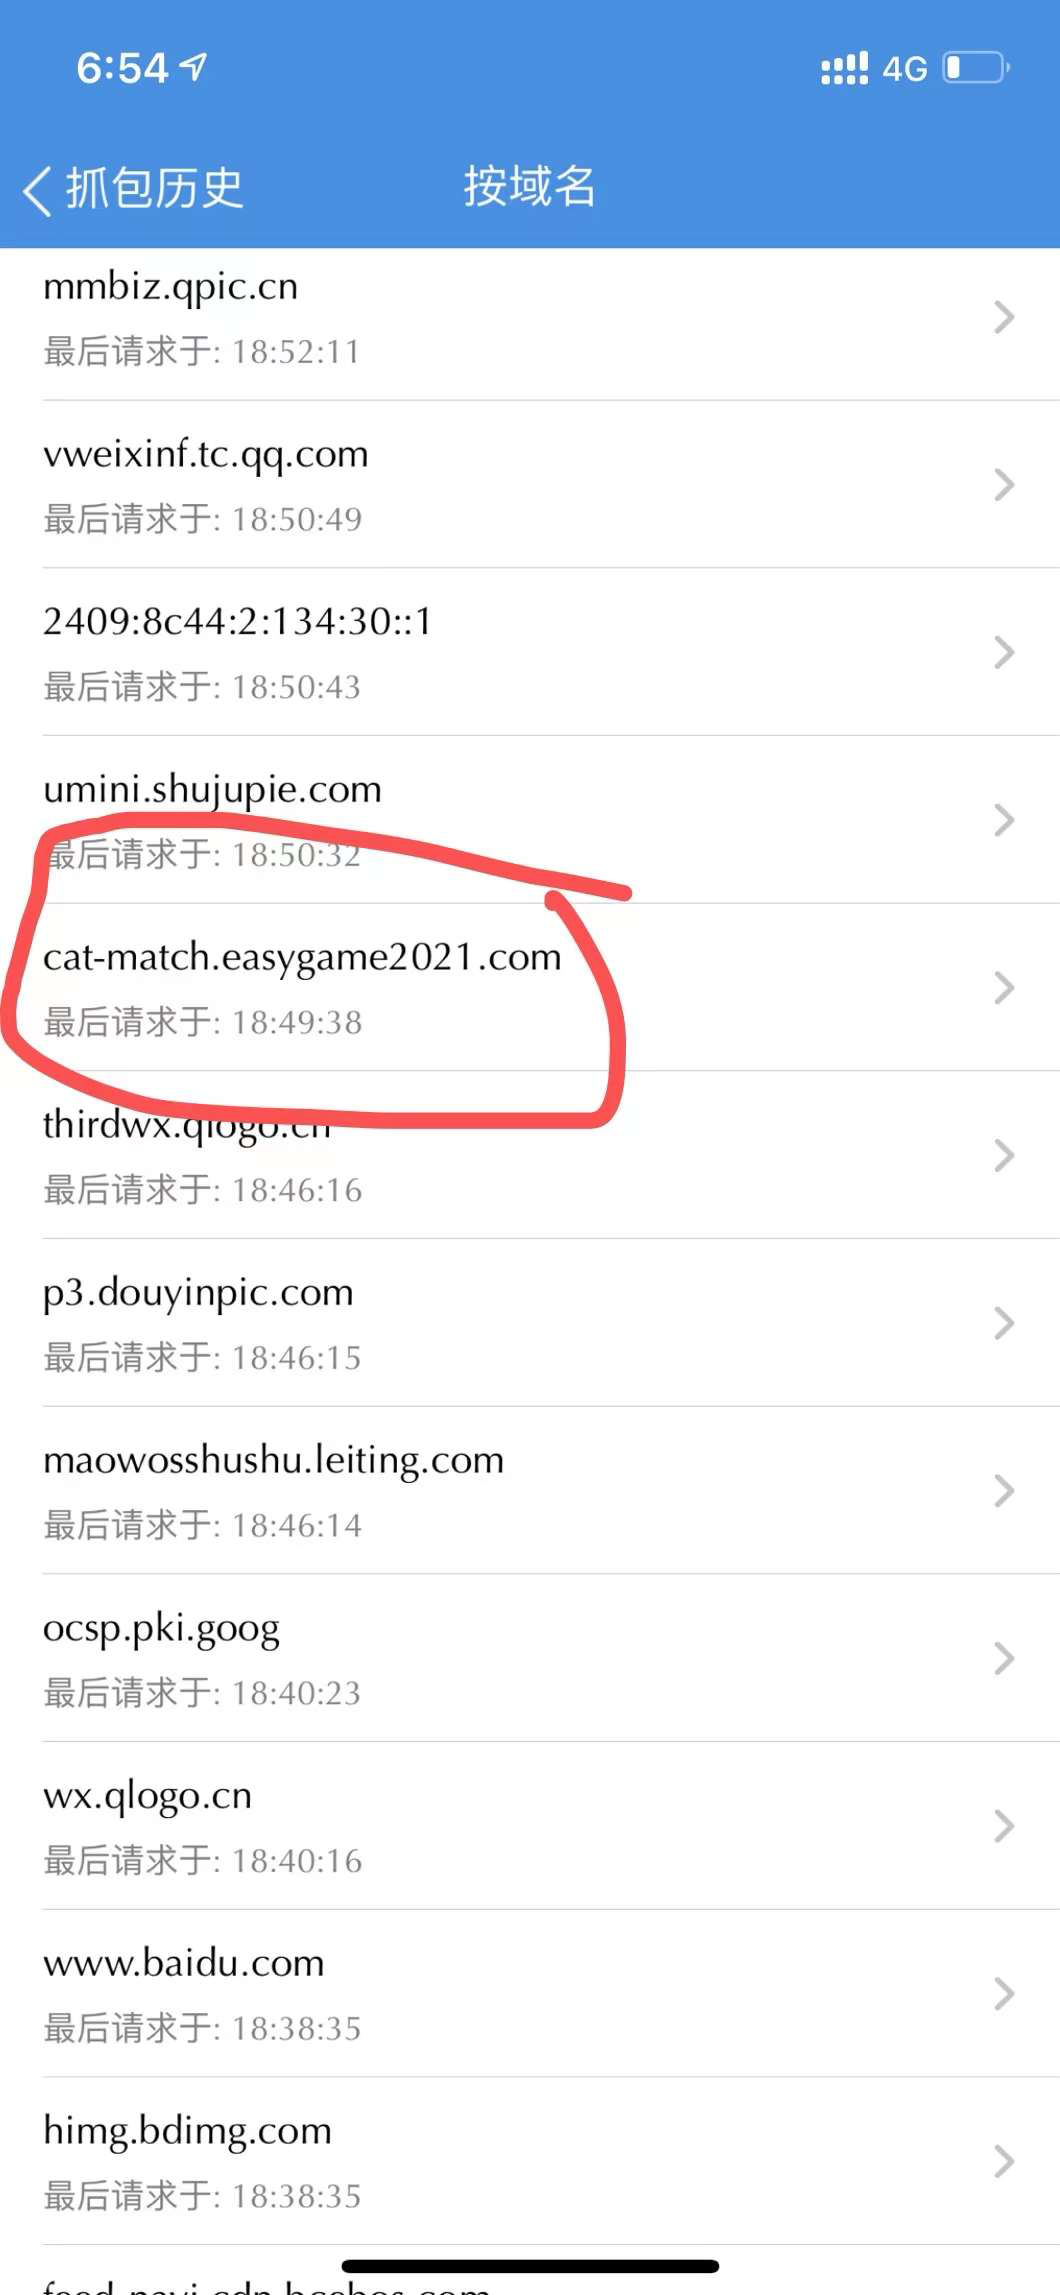 6:54
4G
抓包历史
按域名
mmbiz.qpic.cn
最后请求于: 18:52:11
vweixinf.tc.qq.com
最后请求于: 18:50:49
2409:8c44:2:134:30::1
最后请求于: 18:50:43
umini.shujupie.com
最后请求于: 18:50:32
cat-match.easygame2021.com
最后请求于: 18:49:38
thirdwx.qlogo.cn
最后请求于: 18:46:16
p3.douyinpic.com
最后请求于: 18:46:15
maowosshushu.leiting.com
最后请求于: 18:46:14
ocsp.pki.goog
最后请求于: 18:40:23
wx.qlogo.cn
最后请求于: 18:40:16
www.baidu.com
最后请求于: 18:38:35
himg.bdimg.com
最后请求于: 18:38:35